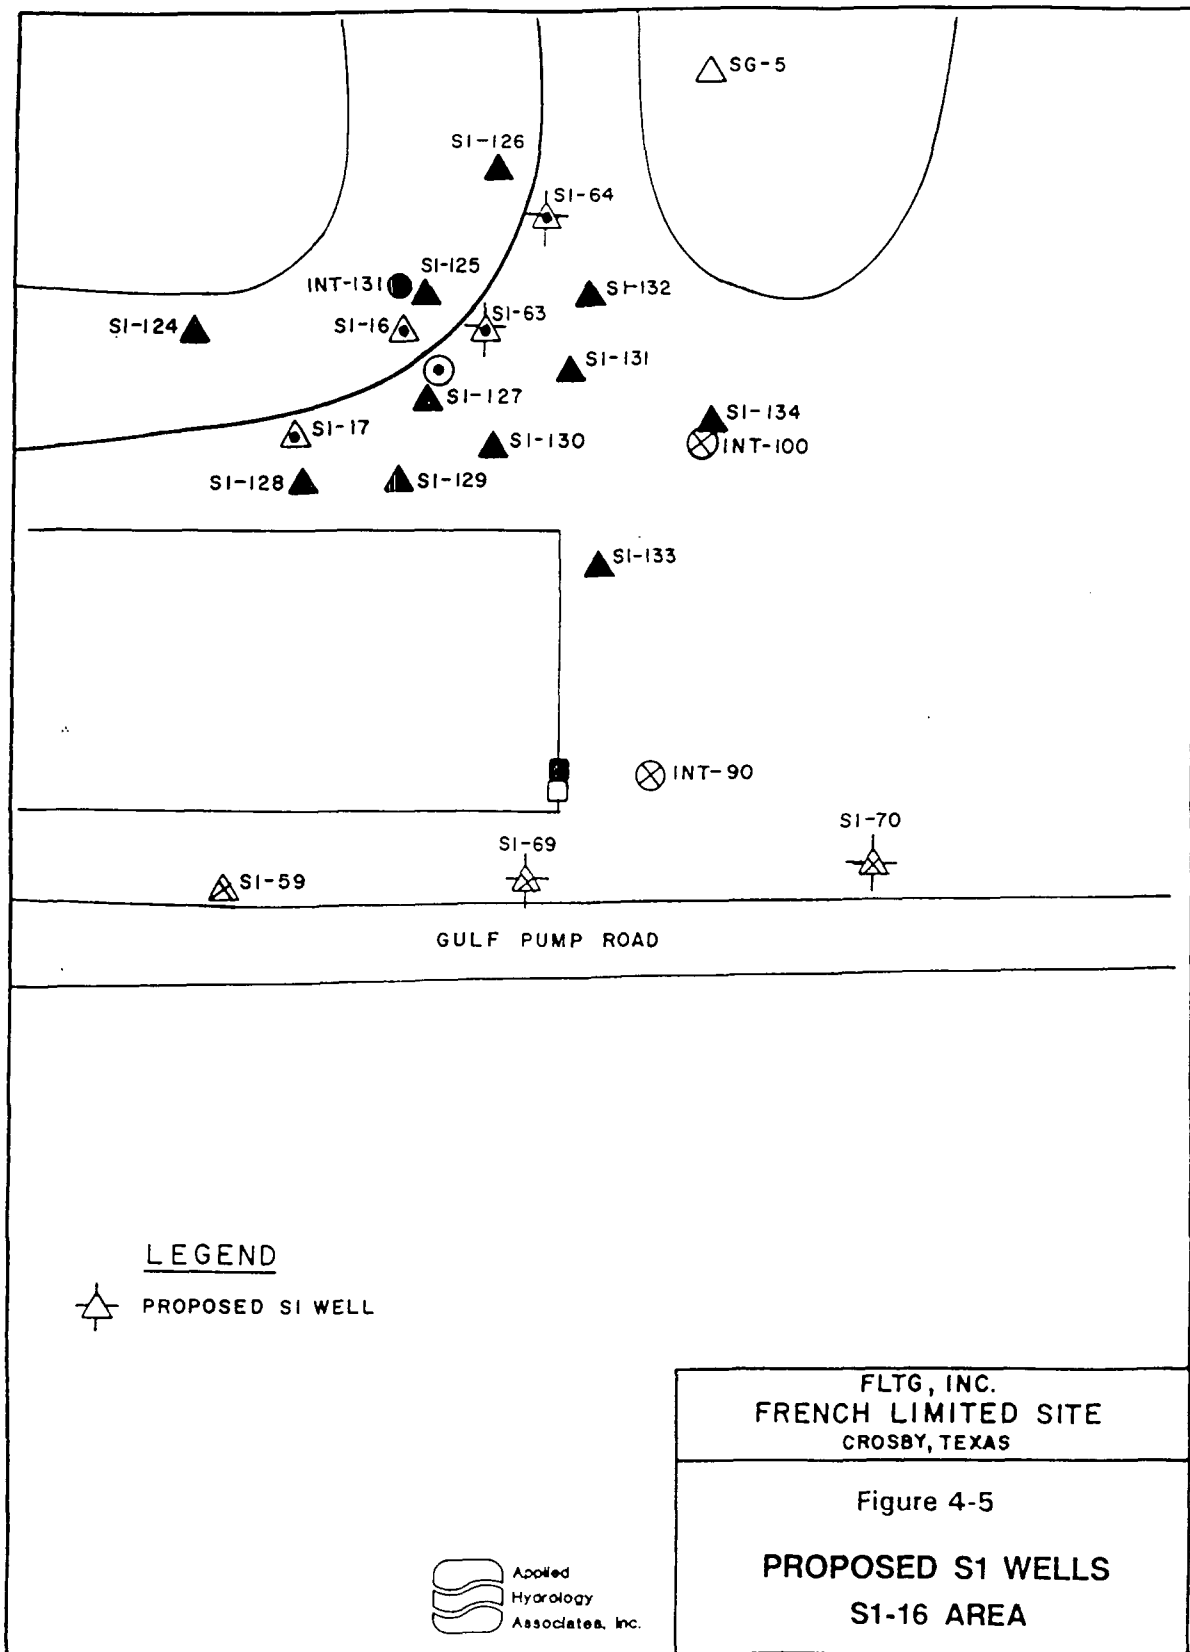 SG-5
S1-126
S1-64
INT-131
S1-125
S1-132
S1-124
S1-16
S1-63
S1-131
S1-127
S1-134
S1-17
S1-130
INT-100
S1-128
S1-129
S1-133
INT-90
S1-70
S1-69
S1-59
GULF PUMP ROAD
LEGEND
PROPOSED S1 WELL
FLTG, INC.
FRENCH LIMITED SITE
CROSBY, TEXAS
Figure 4-5
PROPOSED S1 WELLS
S1-16 AREA
Applied
Hydrology
Associates, Inc.